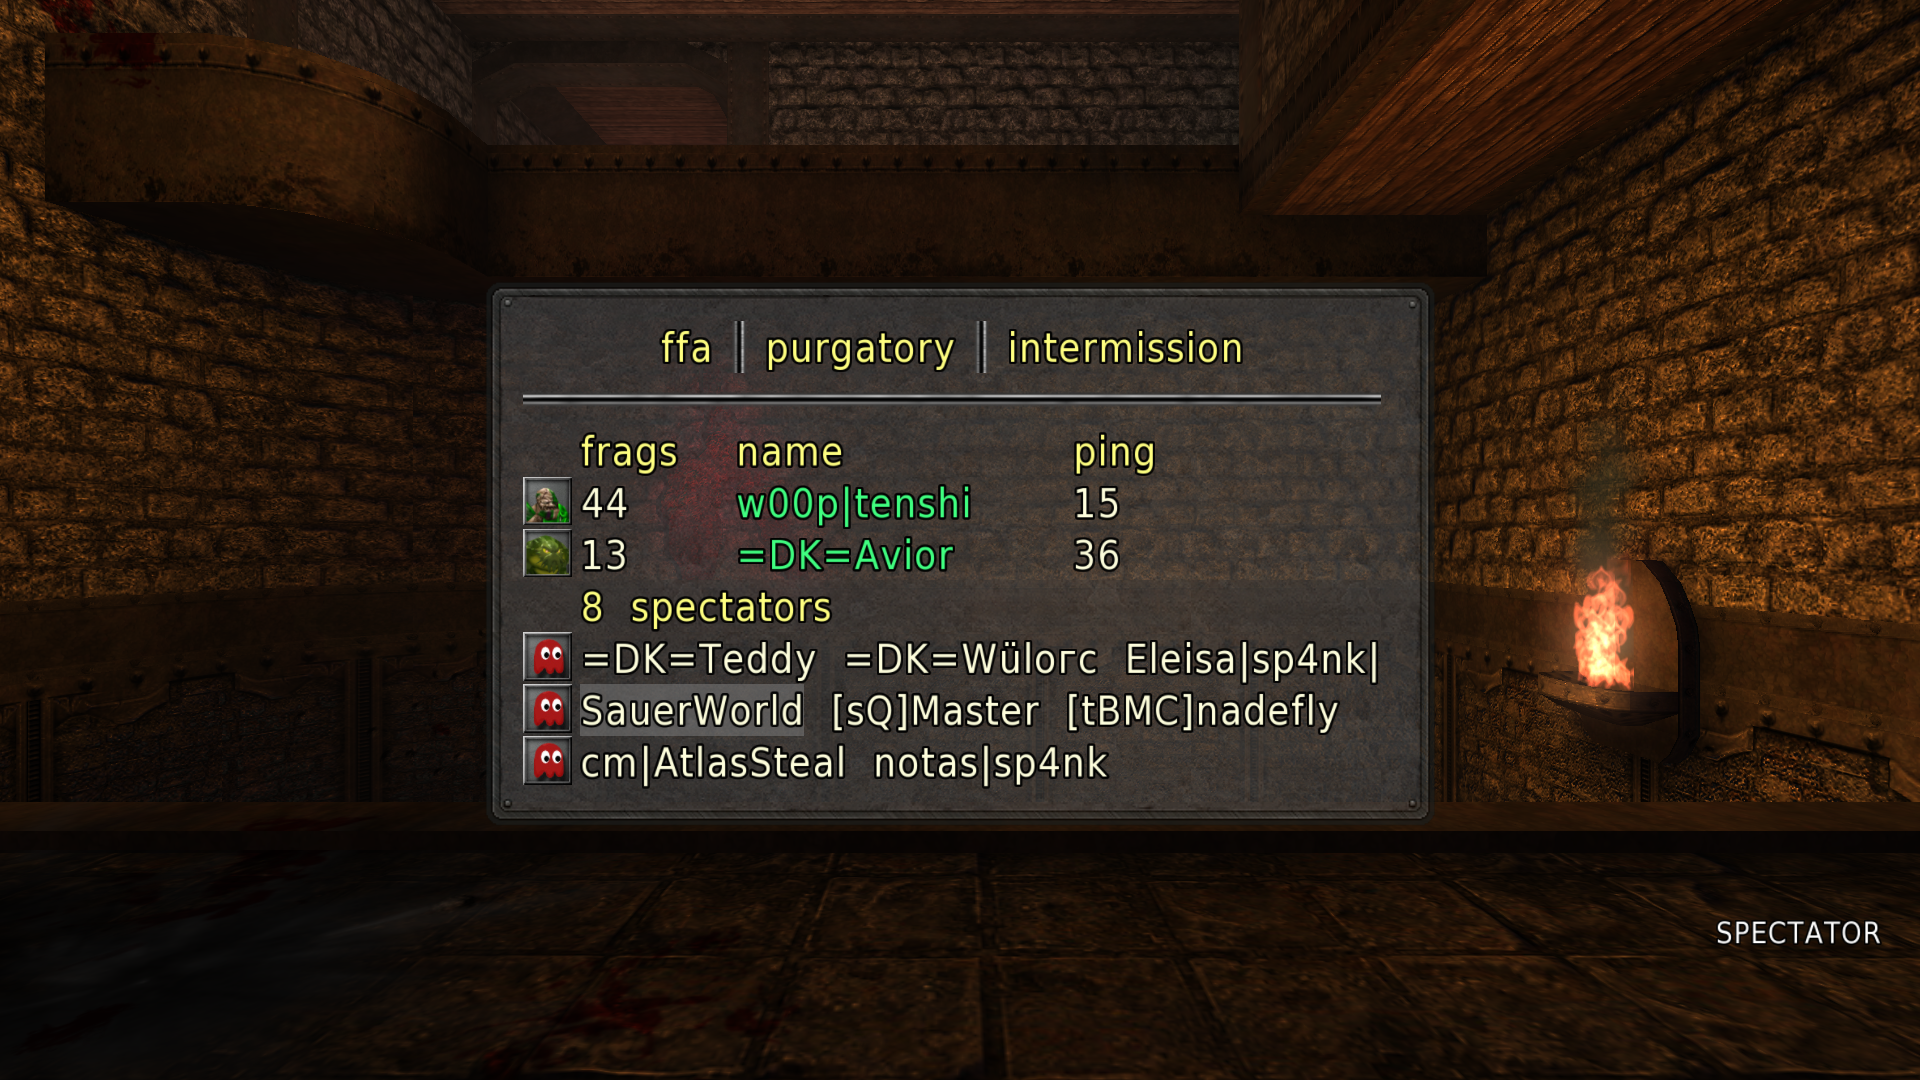 ffa purgatory intermission
frags name ping
44 w00p|tenshi 15
13 =DK=Avior 36
8 spectators
=DK=Teddy =DK=Wülorc Eleisa|sp4nk|
SauerWorld [sQ]Master [tBMC]nadefly
cm|AtlasSteal notas|sp4nk
SPECTATOR